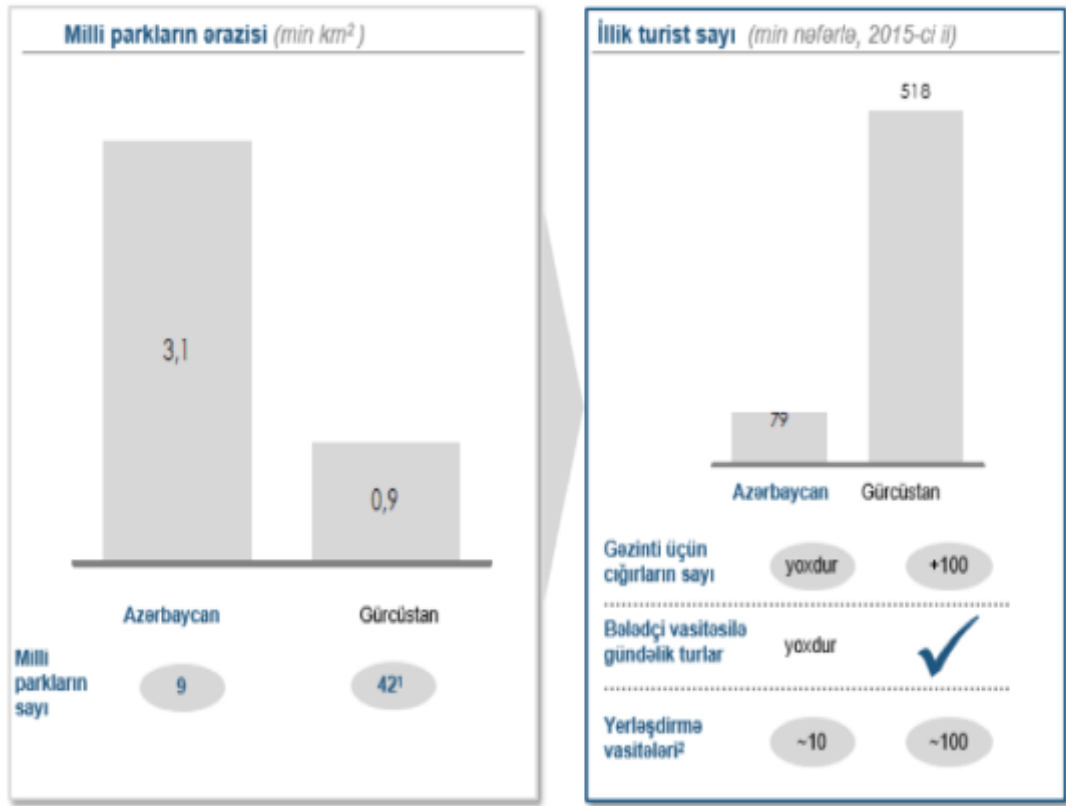 Milli parkların ərazisi (min km²)
3,1
0,9
Azərbaycan
Gürcüstan
Milli
parkların
sayı
9
42¹
İllik turist sayı (min nəfərlə, 2015-ci il)
518
79
Azərbaycan
Gürcüstan
Gəzinti üçün
cığırların sayı
yoxdur
+100
Bələdçi vasitəsilə
gündəlik turlar
yoxdur
Yerləşdirmə
vasitələri²
~10
~100